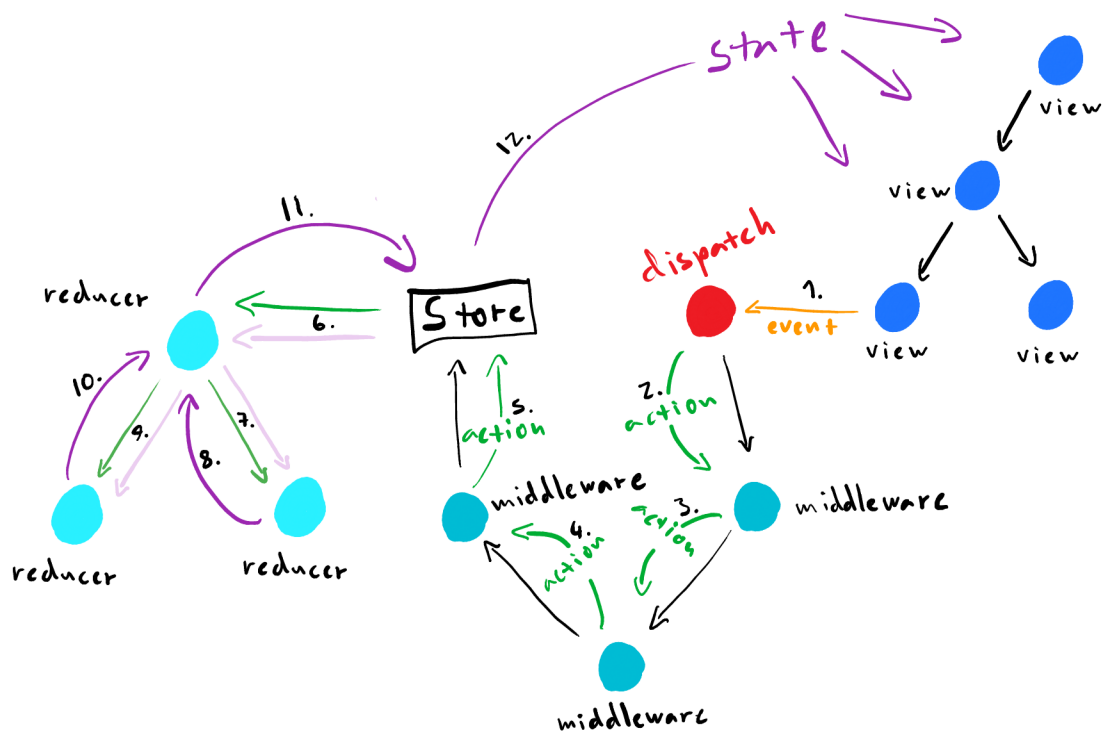 state
view
12.
view
11.
dispatch
reducer
Store
1.
event
6.
view
view
10.
2.
action
9.
7.
5.
action
8.
middleware
3.
action
middleware
4.
action
reducer
reducer
middleware